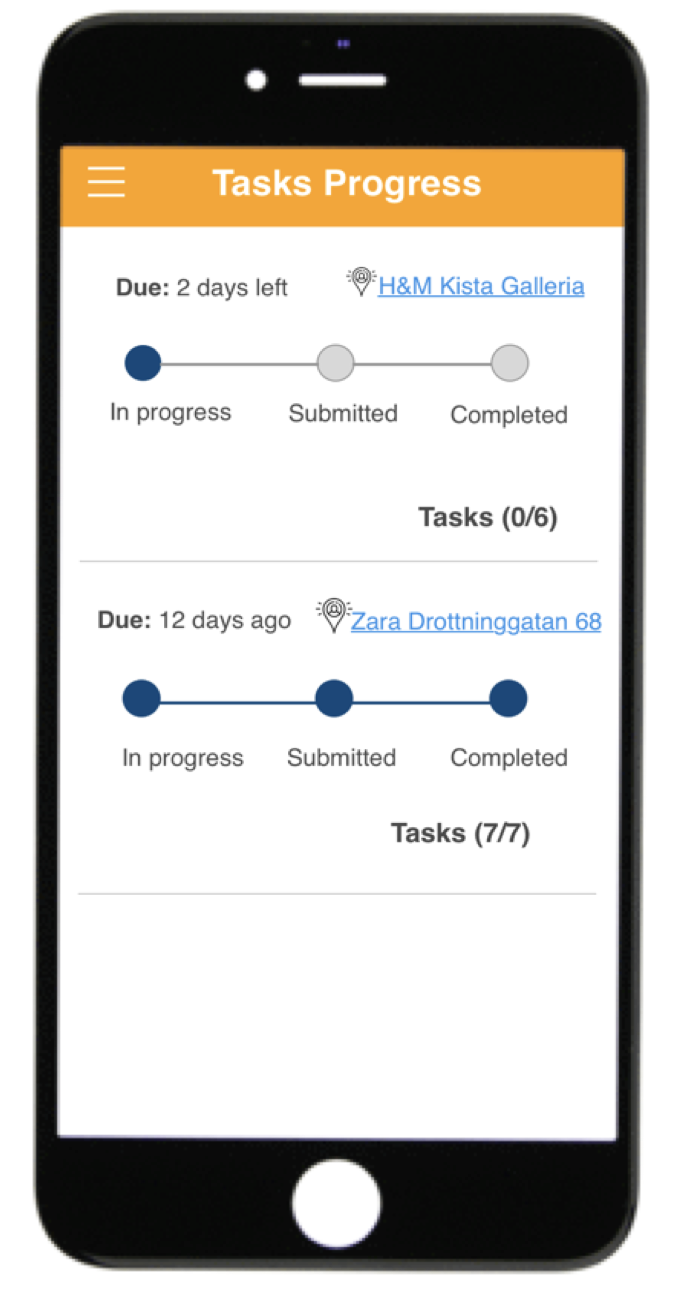 Tasks Progress
Due: 2 days left H&M Kista Galleria
In progress Submitted Completed
Tasks (0/6)
Due: 12 days ago Zara Drottninggatan 68
In progress Submitted Completed
Tasks (7/7)